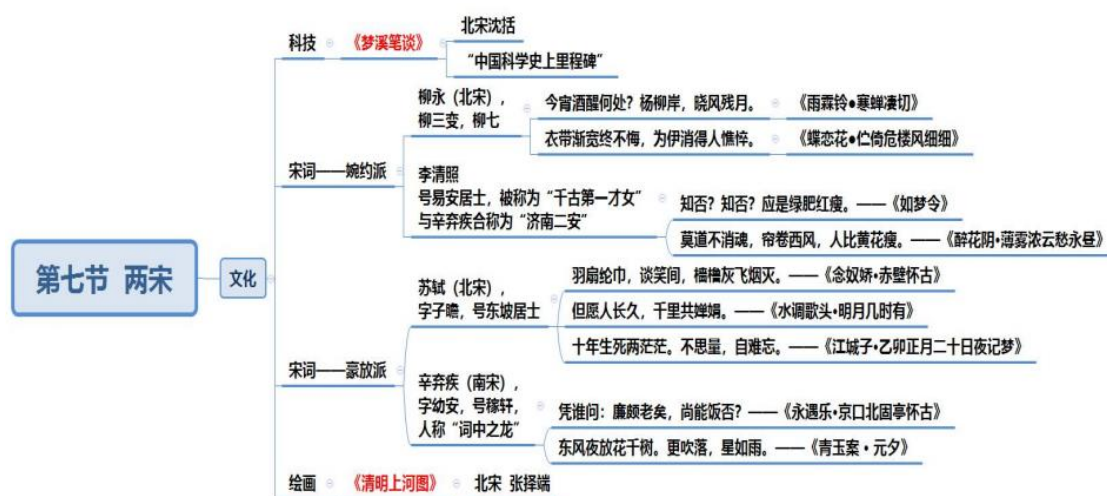 第七节 两宋
文化
科技
《梦溪笔谈》
北宋沈括
“中国科学史上里程碑”
宋词——婉约派
柳永（北宋），
柳三变，柳七
今宵酒醒何处？杨柳岸，晓风残月。
《雨霖铃•寒蝉凄切》
衣带渐宽终不悔，为伊消得人憔悴。
《蝶恋花•伫倚危楼风细细》
李清照
号易安居士，被称为“千古第一才女”
与辛弃疾合称为“济南二安”
知否？知否？应是绿肥红瘦。——《如梦令》
莫道不消魂，帘卷西风，人比黄花瘦。——《醉花阴·薄雾浓云愁永昼》
宋词——豪放派
苏轼（北宋），
字子瞻，号东坡居士
羽扇纶巾，谈笑间，樯橹灰飞烟灭。——《念奴娇·赤壁怀古》
但愿人长久，千里共婵娟。——《水调歌头·明月几时有》
十年生死两茫茫。不思量，自难忘。——《江城子·乙卯正月二十日夜记梦》
辛弃疾（南宋），
字幼安，号稼轩，
人称“词中之龙”
凭谁问：廉颇老矣，尚能饭否？——《永遇乐·京口北固亭怀古》
东风夜放花千树。更吹落，星如雨。——《青玉案·元夕》
绘画
《清明上河图》
北宋 张择端